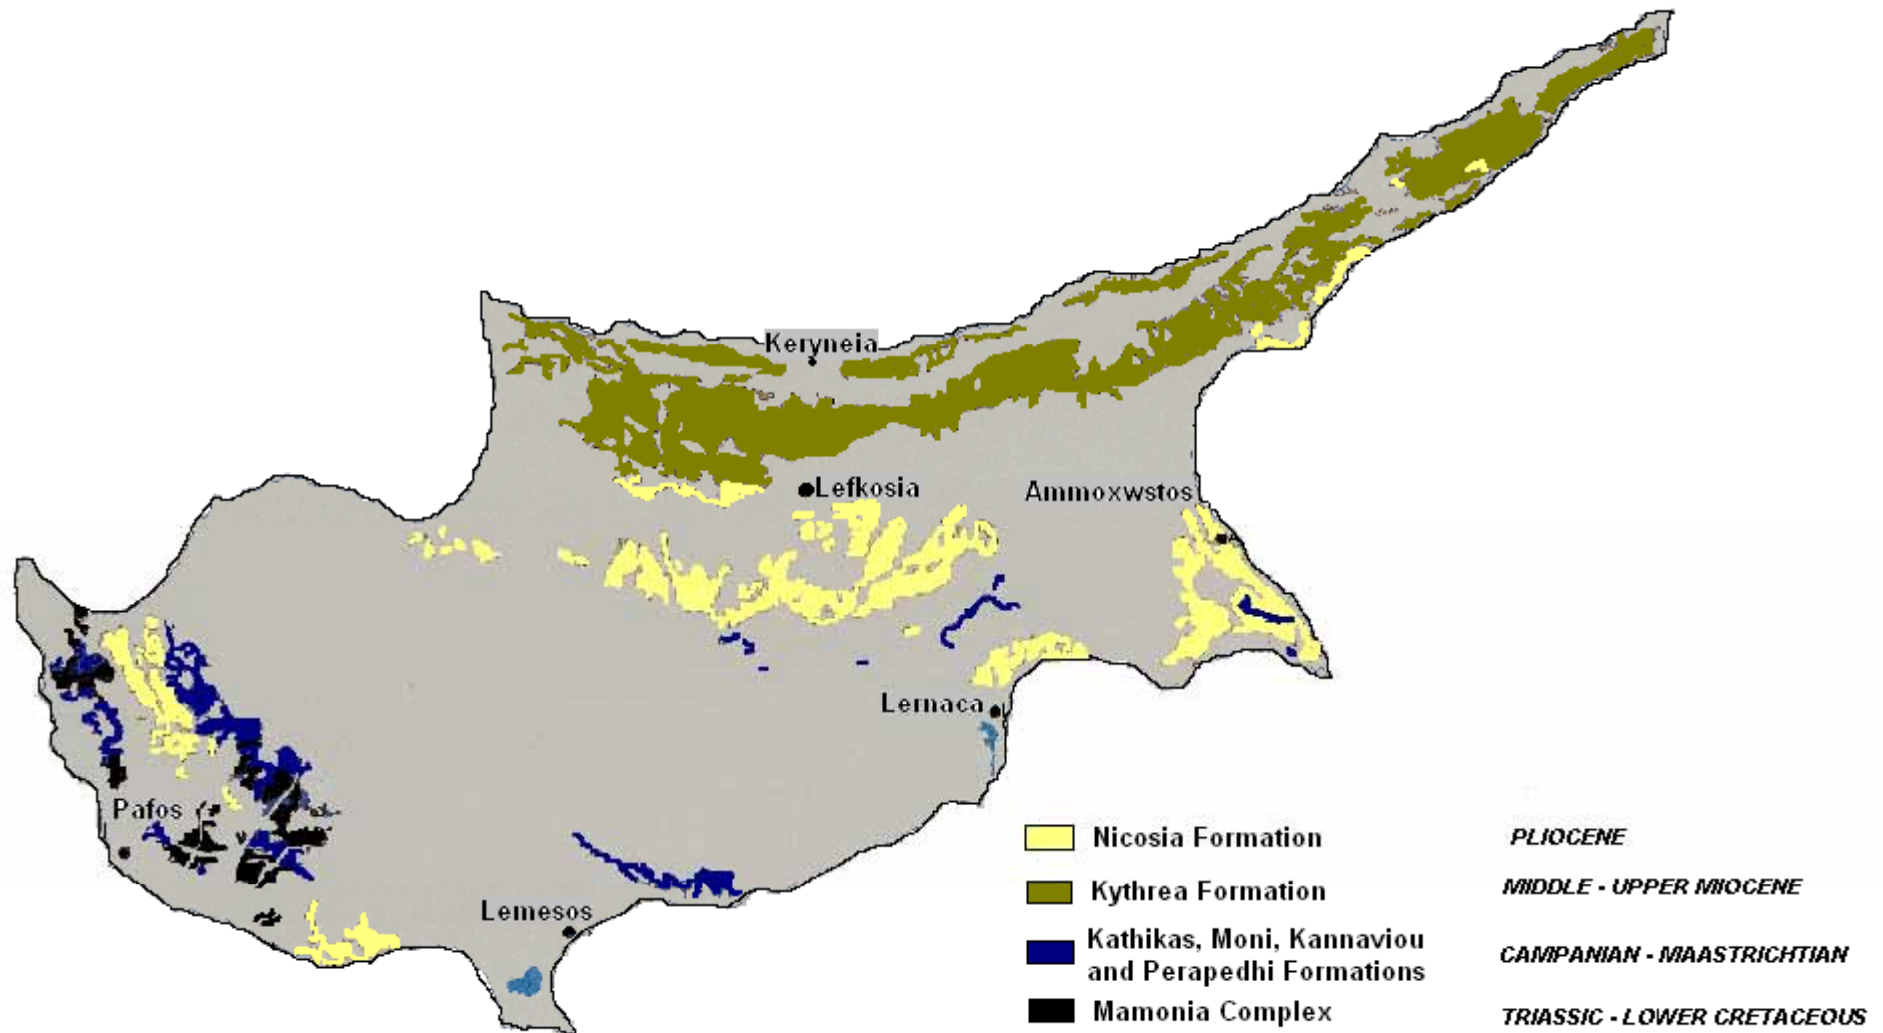 Keryneia
Lefkosia
Ammoxwstos
Lernaca
Pafos
Lemesos
Nicosia Formation PLIOCENE
Kythrea Formation MIDDLE - UPPER MIOCENE
Kathikas, Moni, Kannaviou
and Perapedhi Formations CAMPANIAN - MAASTRICHTIAN
Mamonia Complex TRIASSIC - LOWER CRETACEOUS